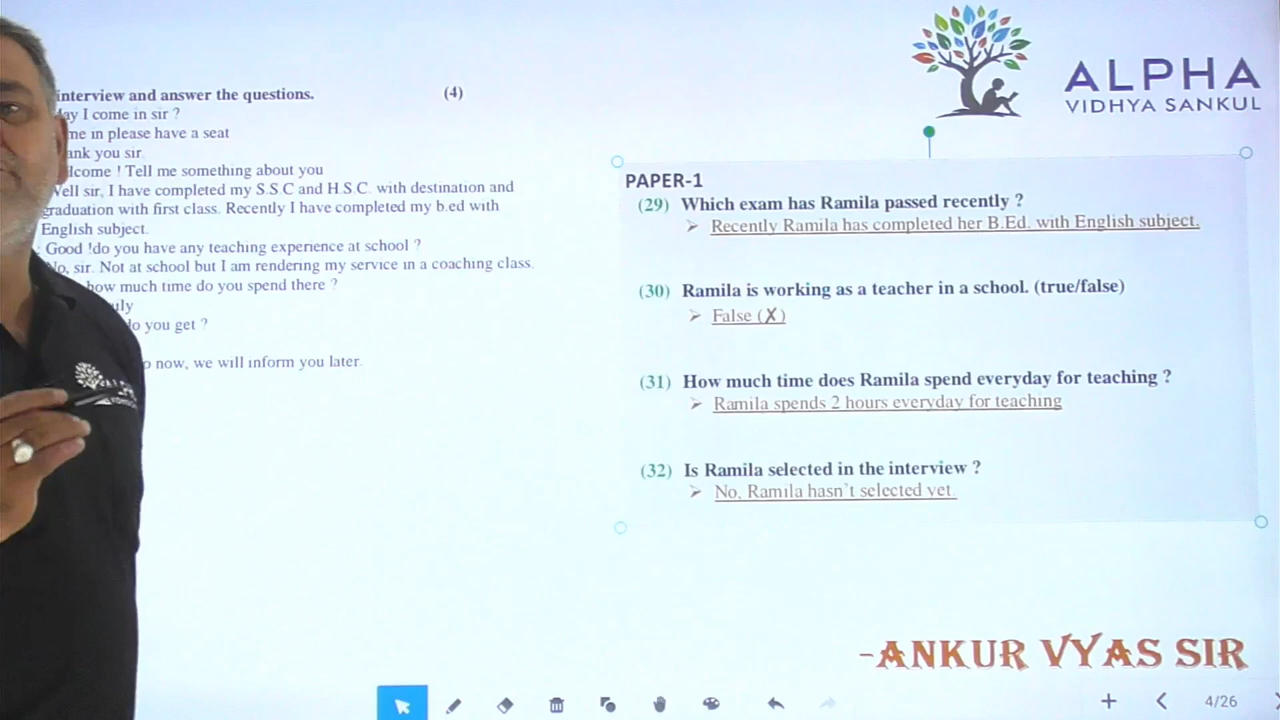 ALPHA
VIDHYA SANKUL
interview and answer the questions. (4)
May I come in sir ?
me in please have a seat
ank you sir.
lcome ! Tell me something about you
Well sir, I have completed my S.S.C and H.S.C. with destination and
graduation with first class. Recently I have completed my b.ed with
English subject.
: Good !do you have any teaching experience at school ?
No, sir. Not at school but I am rendering my service in a coaching class.
how much time do you spend there ?
do you get ?
now, we will inform you later.
PAPER-1
(29) Which exam has Ramila passed recently ?
➢ Recently Ramila has completed her B.Ed. with English subject.
(30) Ramila is working as a teacher in a school. (true/false)
➢ False (✗)
(31) How much time does Ramila spend everyday for teaching ?
➢ Ramila spends 2 hours everyday for teaching
(32) Is Ramila selected in the interview ?
➢ No, Ramila hasn't selected yet.
-ANKUR VYAS SIR
4/26